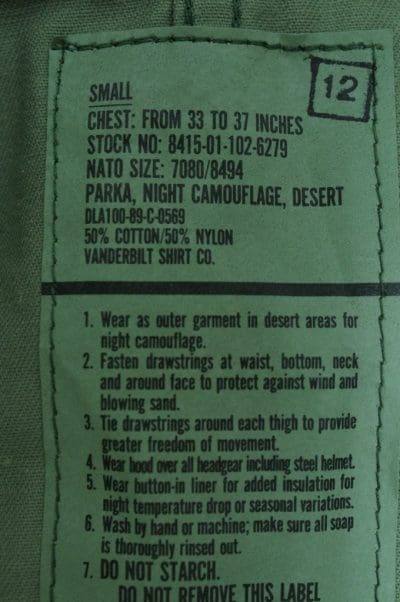 12
SMALL
CHEST: FROM 33 TO 37 INCHES
STOCK NO: 8415-01-102-6279
NATO SIZE: 7080/8494
PARKA, NIGHT CAMOUFLAGE, DESERT
DLA100-89-C-0569
50% COTTON/50% NYLON
VANDERBILT SHIRT CO.
1. Wear as outer garment in desert areas for
night camouflage.
2. Fasten drawstrings at waist, bottom, neck
and around face to protect against wind and
blowing sand.
3. Tie drawstrings around each thigh to provide
greater freedom of movement.
4. Wear hood over all headgear including steel helmet.
5. Wear button-in liner for added insulation for
night temperature drop or seasonal variations.
6. Wash by hand or machine; make sure all soap
is thoroughly rinsed out.
7. DO NOT STARCH.
DO NOT REMOVE THIS LABEL